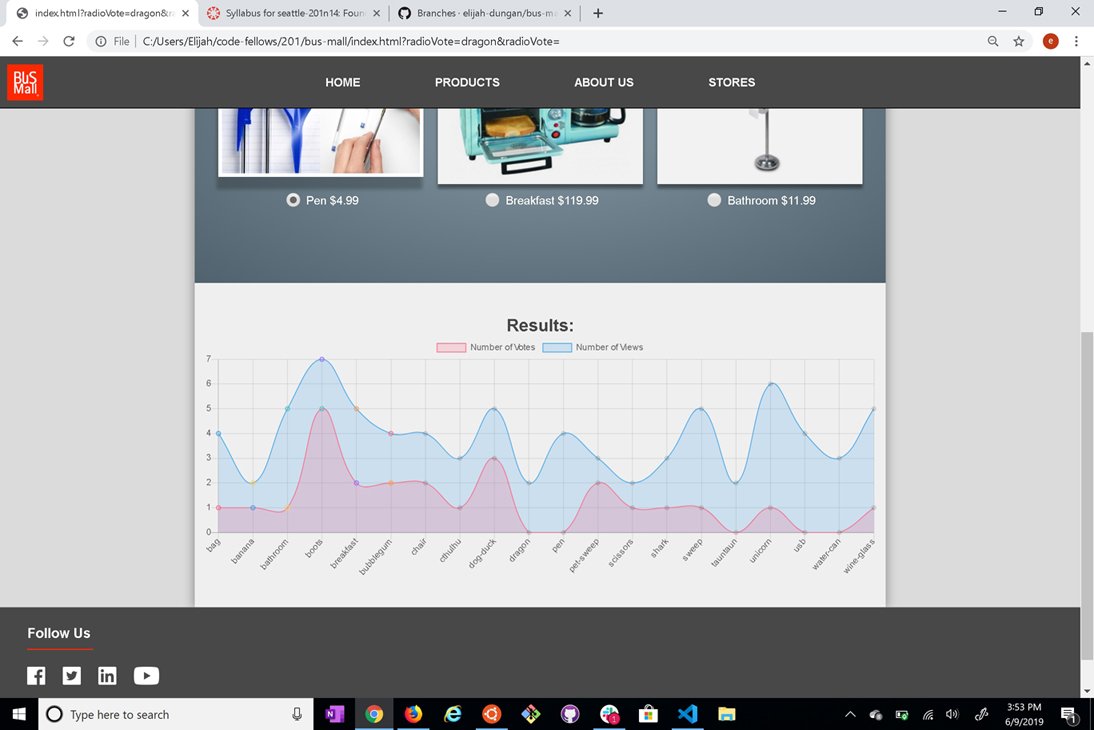 index.html?radioVote=dragon&r
Syllabus for seattle-201n14: Foun
Branches · elijah-dungan/bus-m
File C:/Users/Elijah/code-fellows/201/bus-mall/index.html?radioVote=dragon&radioVote=
e
BUS Mall
HOME PRODUCTS ABOUT US STORES
Pen $4.99 Breakfast $119.99 Bathroom $11.99
Results:
Number of Votes Number of Views
7
6
5
4
3
2
1
0
bag banana bathroom boots breakfast bubblegum chair cthulhu dog-duck dragon pen pet-sweep scissors shark sweep tauntaun unicorn usb water-can wine-glass
Follow Us
Type here to search
3:53 PM
6/9/2019